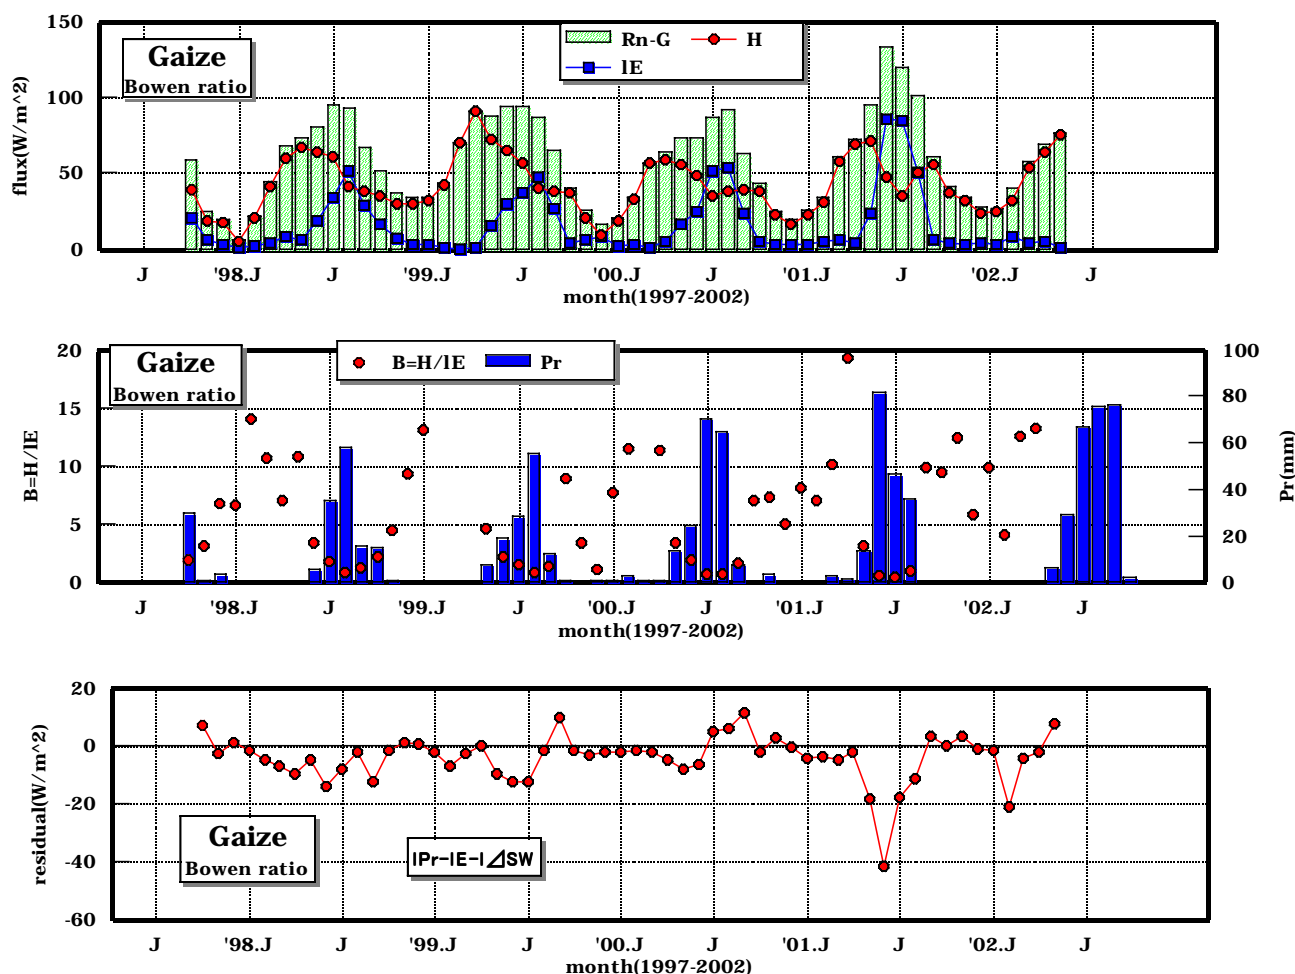 150
100
50
0
flux(W/m^2)
Gaize
Bowen ratio
Rn-G
H
lE
J '98.J J '99.J J '00.J J '01.J J '02.J J
month(1997-2002)
20
15
10
5
0
B=H/lE
Gaize
Bowen ratio
B=H/lE
Pr
100
80
60
40
20
0
Pr(mm)
J '98.J J '99.J J '00.J J '01.J J '02.J J
month(1997-2002)
20
0
-20
-40
-60
residual(W/m^2)
Gaize
Bowen ratio
lPr-lE-l⊿SW
J '98.J J '99.J J '00.J J '01.J J '02.J J
month(1997-2002)